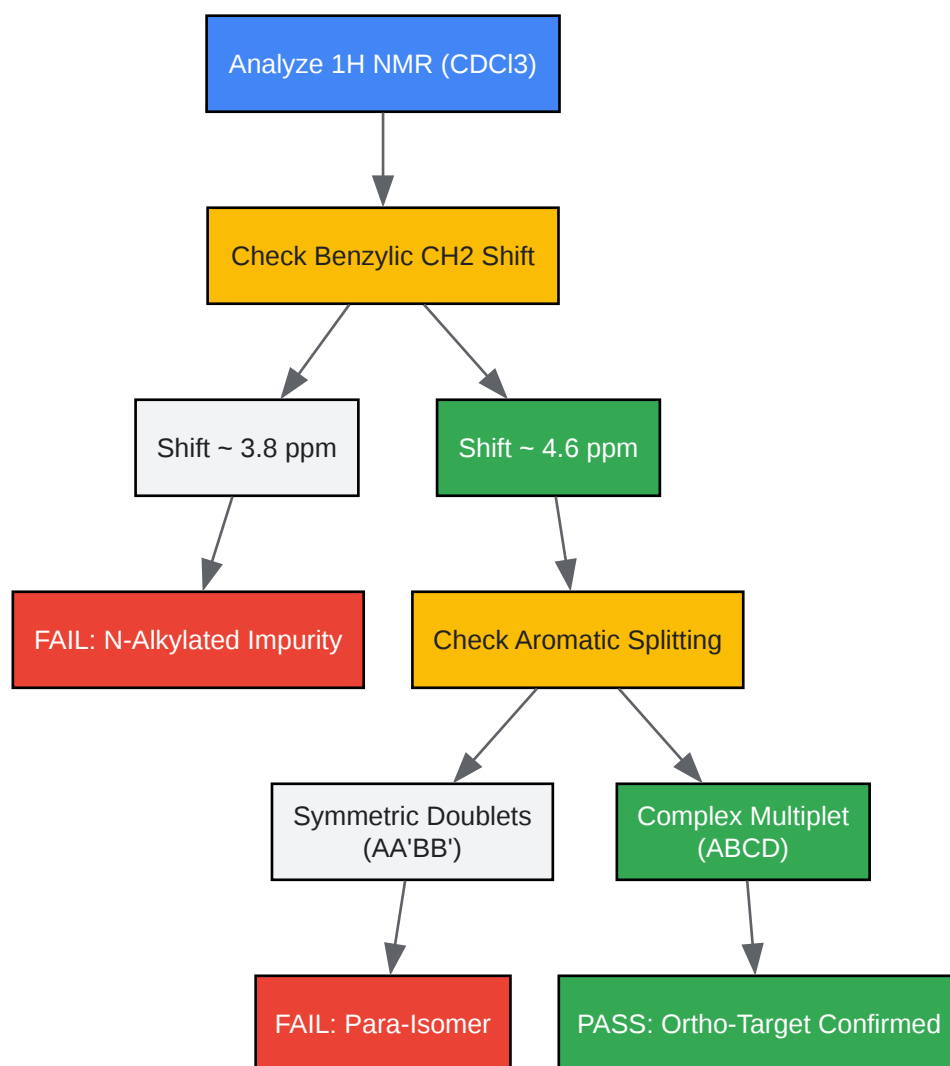 Analyze 1H NMR (CDCl3)
Check Benzylic CH2 Shift
Shift ~ 3.8 ppm
Shift ~ 4.6 ppm
FAIL: N-Alkylated Impurity
Check Aromatic Splitting
Symmetric Doublets
(AA'BB')
Complex Multiplet
(ABCD)
FAIL: Para-Isomer
PASS: Ortho-Target Confirmed